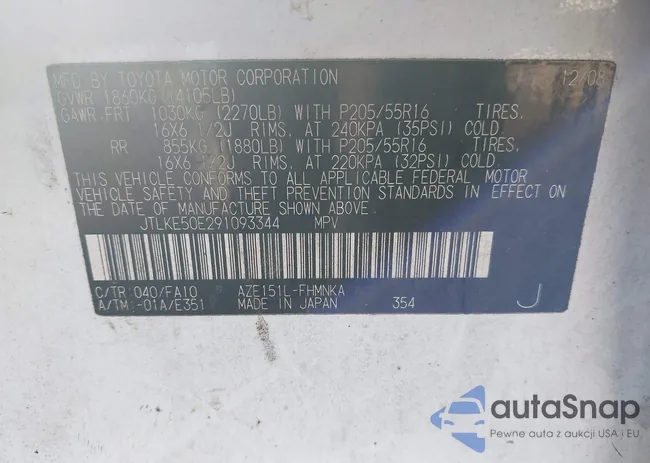 MFD BY TOYOTA MOTOR CORPORATION 12/08
GVWR 1860KG (4105LB)
GAWR FRT 1030KG (2270LB) WITH P205/55R16 TIRES.
16X6 1/2J RIMS. AT 240KPA (35PSI) COLD.
RR 855KG (1880LB) WITH P205/55R16 TIRES.
16X6 1/2J RIMS. AT 220KPA (32PSI) COLD.
THIS VEHICLE CONFORMS TO ALL APPLICABLE FEDERAL MOTOR
VEHICLE SAFETY AND THEFT PREVENTION STANDARDS IN EFFECT ON
THE DATE OF MANUFACTURE SHOWN ABOVE.
JTLKE50E291093344 MPV
C/TR 040/FA10 AZE151L-FHMNKA
A/TM -01A/E351 MADE IN JAPAN 354 J
autaSnap
Pewne auta z aukcji USA i EU